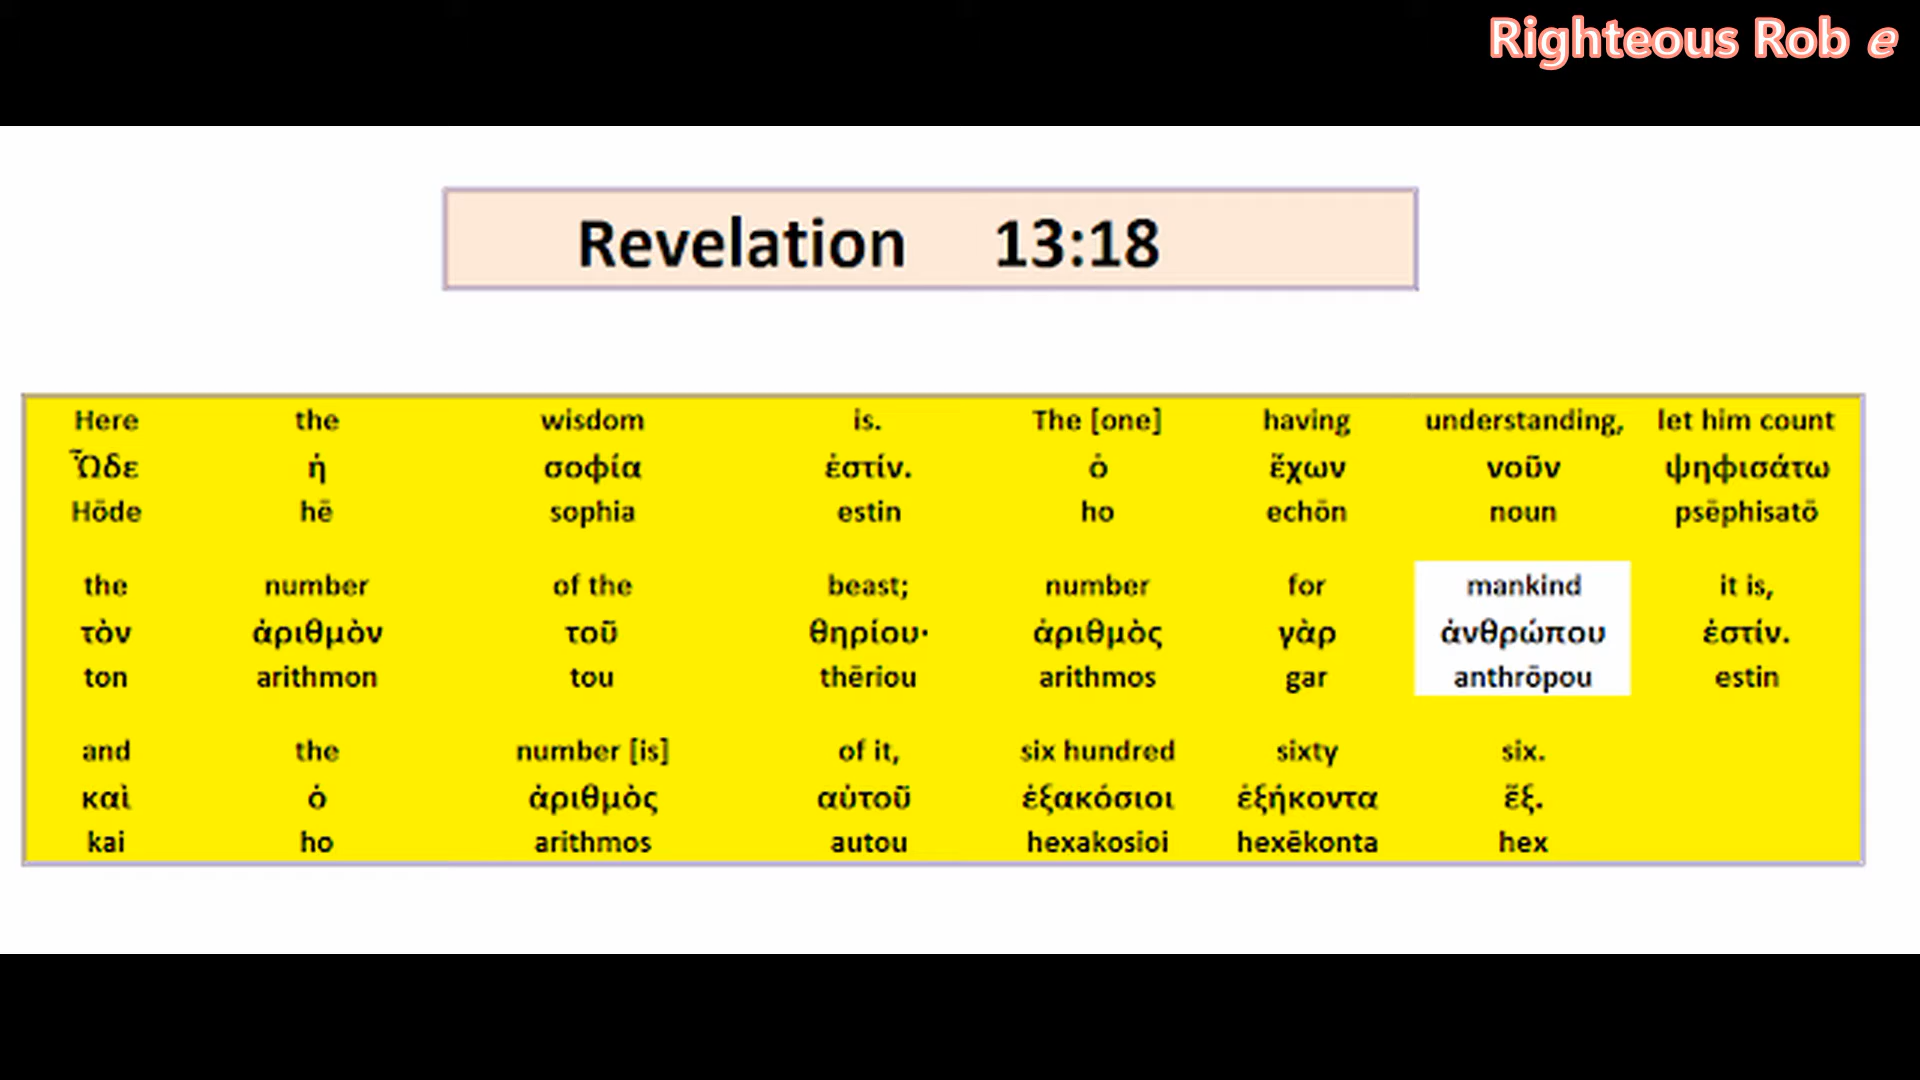 Righteous Rob e
Revelation 13:18
Here the wisdom is. The [one] having understanding, let him count
Ὧδε ἡ σοφία ἐστίν. ὁ ἔχων νοῦν ψηφισάτω
Hōde hē sophia estin ho echōn noun psēphisatō
the number of the beast; number for mankind it is,
τὸν ἀριθμὸν τοῦ θηρίου· ἀριθμὸς γὰρ ἀνθρώπου ἐστίν.
ton arithmon tou thēriou arithmos gar anthrōpou estin
and the number [is] of it, six hundred sixty six.
καὶ ὁ ἀριθμὸς αὐτοῦ ἑξακόσιοι ἑξήκοντα ἕξ.
kai ho arithmos autou hexakosioi hexēkonta hex